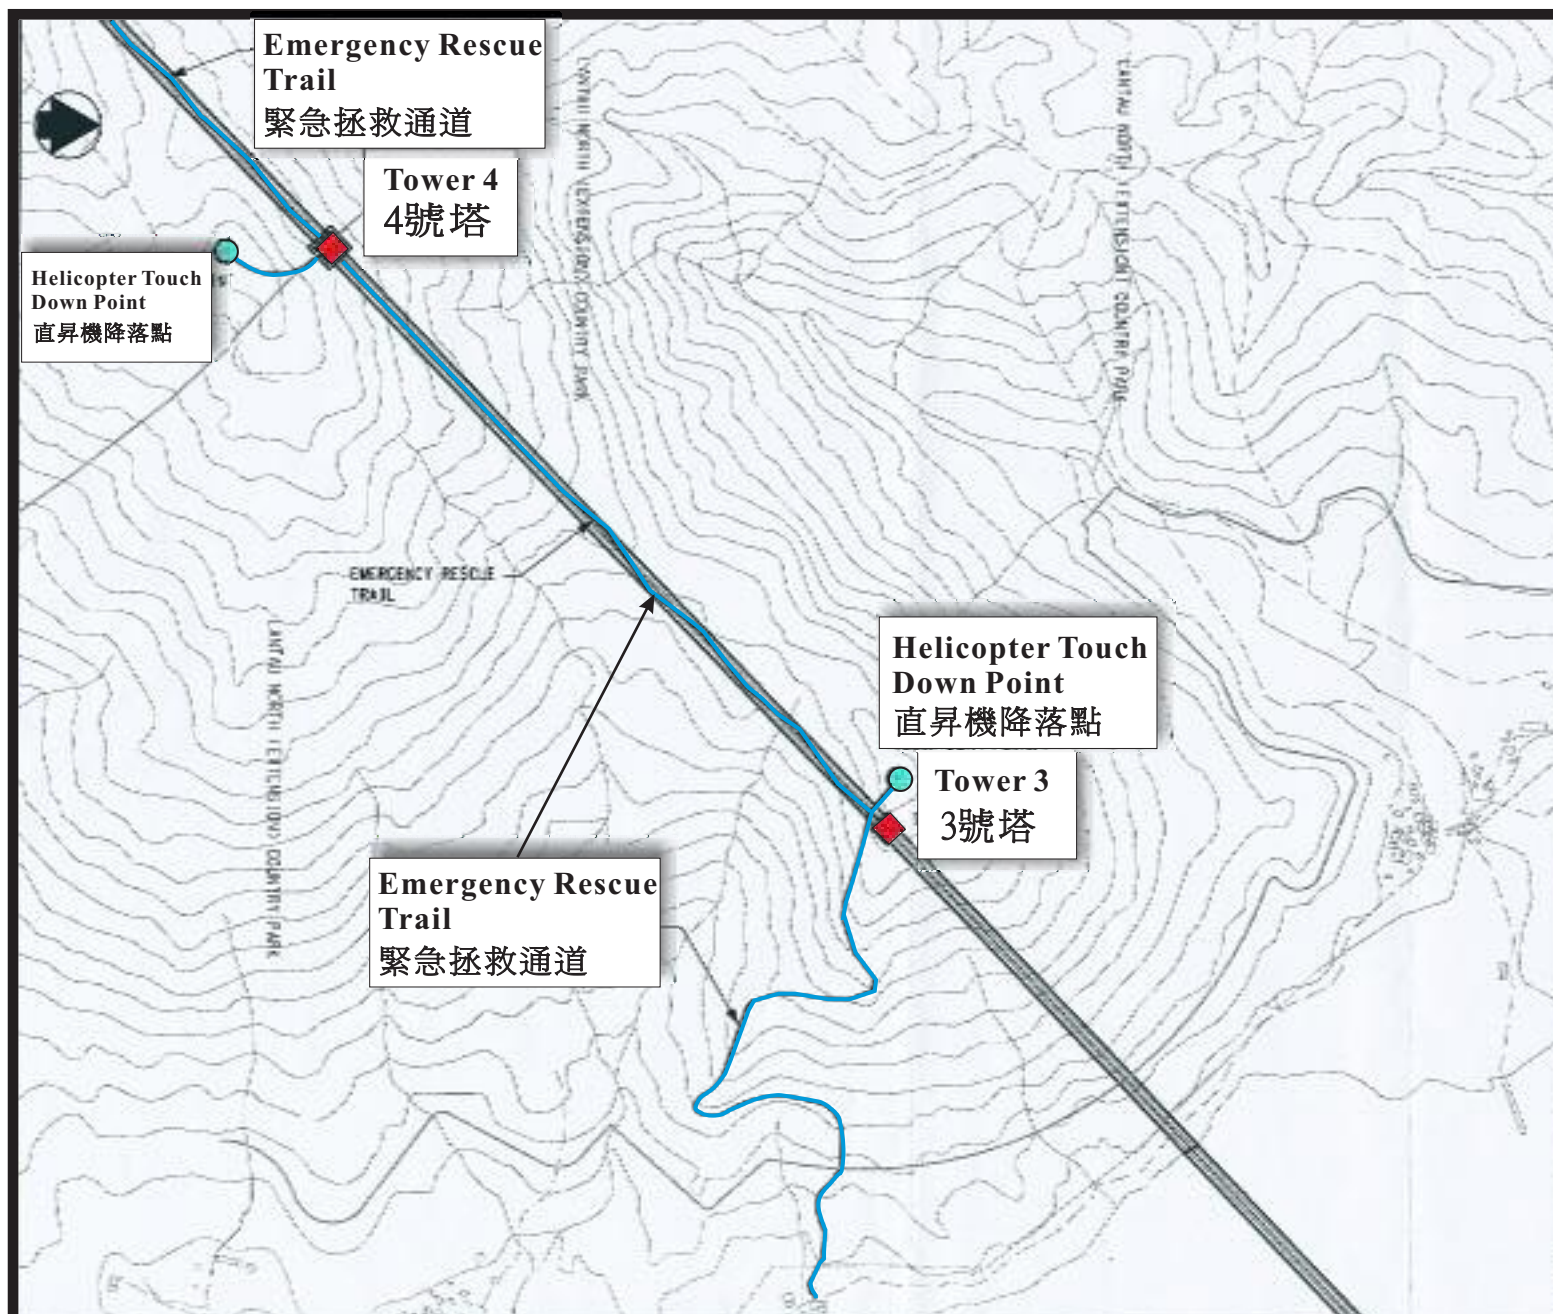 Emergency Rescue
Trail
緊急拯救通道
Tower 4
4號塔
Helicopter Touch
Down Point
直昇機降落點
LANTAU NORTH (EXTENSION) COUNTRY PARK
LANTAU NORTH (EXTENSION) COUNTRY PARK
EMERGENCY RESCUE
TRAIL
LANTAU NORTH (EXTENSION) COUNTRY PARK
Helicopter Touch
Down Point
直昇機降落點
Tower 3
3號塔
Emergency Rescue
Trail
緊急拯救通道